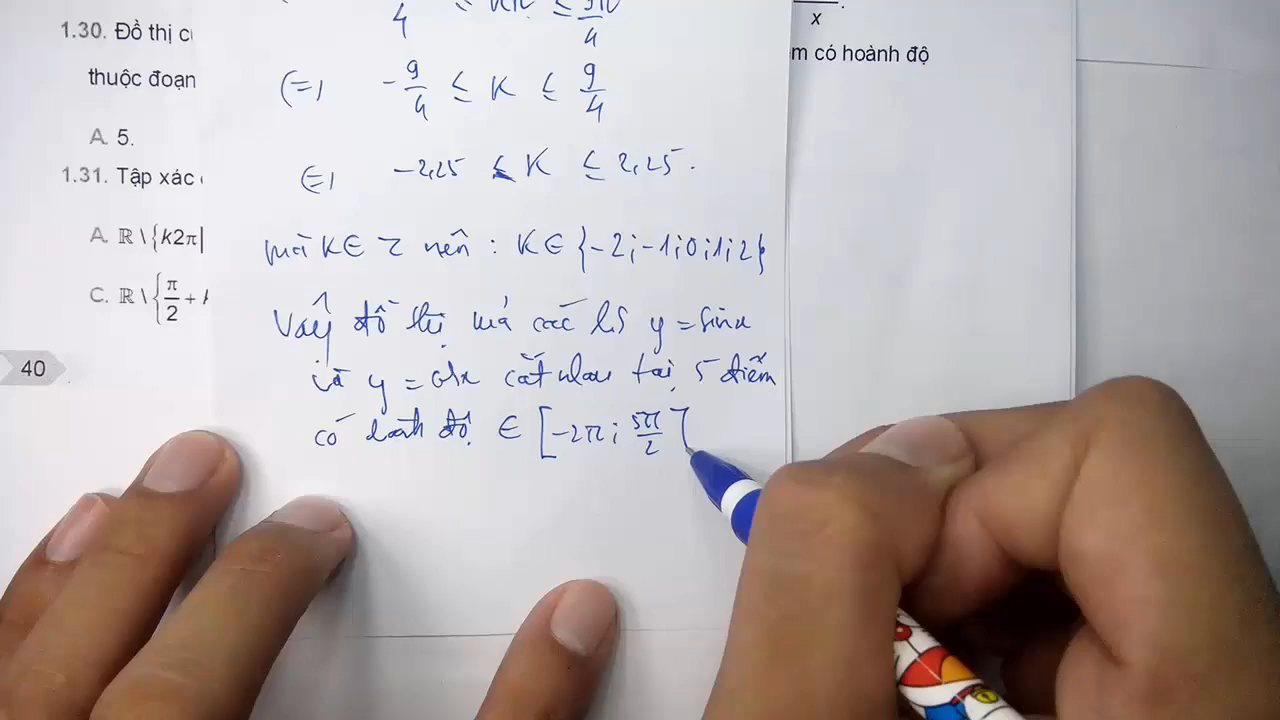 1.30. Đồ thị c
thuộc đoạn
A. 5.
1.31. Tập xác
A. ℝ \ {k2π|
C. ℝ \ {π/2 +
40
x
m có hoành độ
4 ≤ kπ ≤ 9π/4
(=) -9/4 ≤ K ≤ 9/4
(=) -2,25 ≤ K ≤ 2,25.
mà K ∈ Z nên : K ∈ {-2;-1;0;1;2}
Vậy đồ thị của các h.s y = sinx
và y = cosx cắt nhau tại 5 điểm
có hoành độ ∈ [-2π; 5π/2]